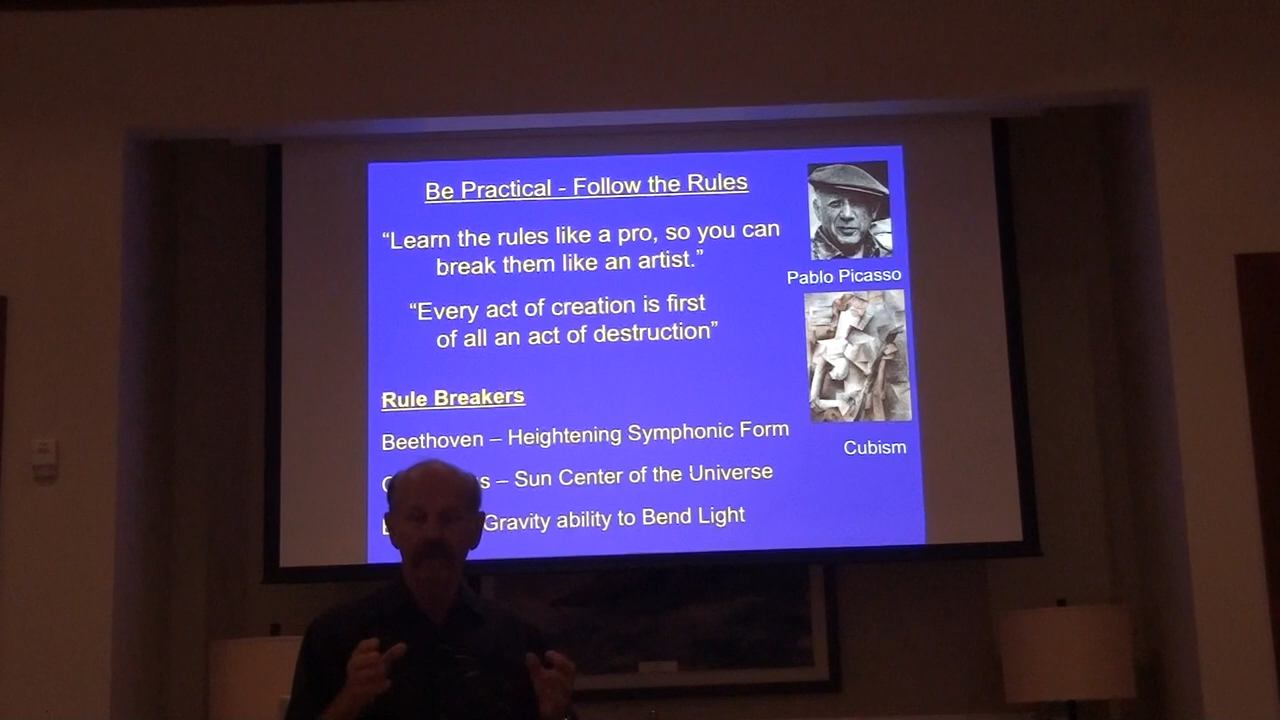 Be Practical - Follow the Rules
“Learn the rules like a pro, so you can
break them like an artist.”
Pablo Picasso
“Every act of creation is first
of all an act of destruction”
Rule Breakers
Beethoven – Heightening Symphonic Form
Cubism
– Sun Center of the Universe
Gravity ability to Bend Light